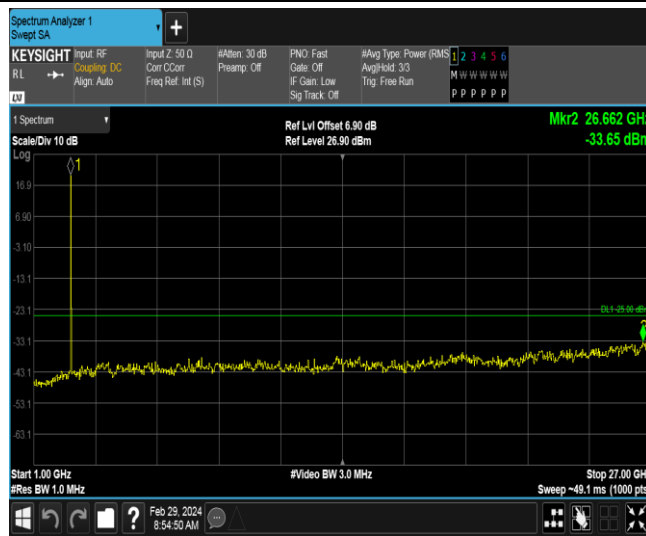 Spectrum Analyzer 1
Swept SA
+
KEYSIGHT
RL
LXI
Input: RF
Coupling: DC
Align: Auto
Input Z: 50 Ω
Corr CCorr
Freq Ref: Int (S)
#Atten: 30 dB
Preamp: Off
PNO: Fast
Gate: Off
IF Gain: Low
Sig Track: Off
#Avg Type: Power (RMS
Avg|Hold: 3/3
Trig: Free Run
1 2 3 4 5 6
M W W W W W
P P P P P P
1 Spectrum
Scale/Div 10 dB
Log
Ref Lvl Offset 6.90 dB
Ref Level 26.90 dBm
Mkr2 26.662 GH
-33.65 dBm
1
16.9
6.90
-3.10
-13.1
-23.1
-33.1
-43.1
-53.1
-63.1
DL1 -25.00 dB
Start 1.00 GHz
#Res BW 1.0 MHz
#Video BW 3.0 MHz
Stop 27.00 GH
Sweep ~49.1 ms (1000 pts
?
Feb 29, 2024
8:54:50 AM